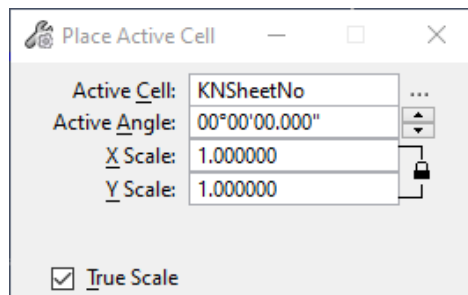 Place Active Cell
Active Cell: KNSheetNo ...
Active Angle: 00°00'00.000"
X Scale: 1.000000
Y Scale: 1.000000
True Scale